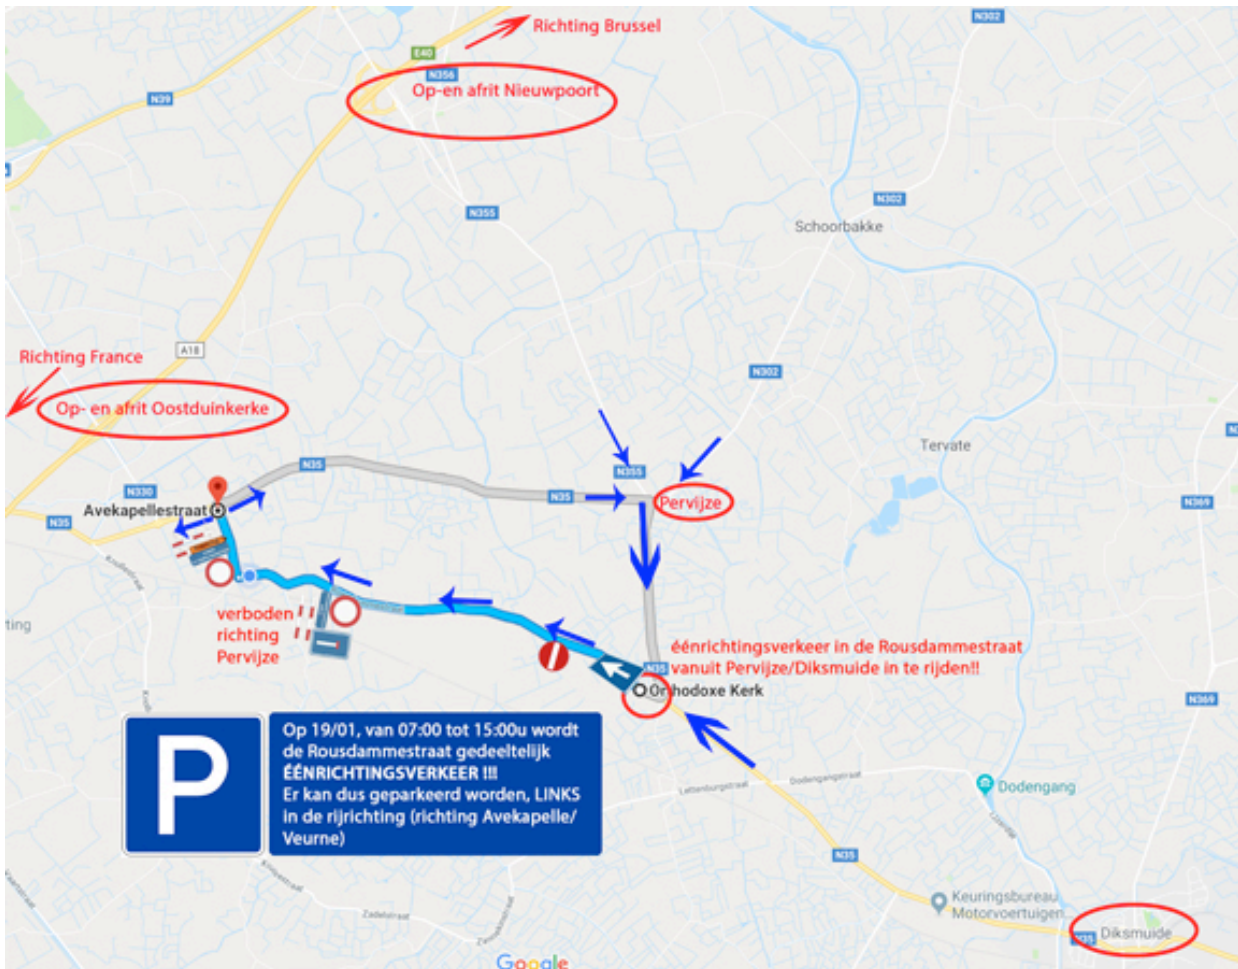 N302
Richting Brussel
E40
N356
Op-en afrit Nieuwpoort
N39
N302
N355
Schoorbakke
A18
Richting France
N302
Op- en afrit Oostduinkerke
Tervate
N35
N355
N330
N35
Pervijze
N369
Avekapellestraat
N35
verboden
richting
Pervijze
éénrichtingsverkeer in de Rousdammestraat
vanuit Pervijze/Diksmuide in te rijden!!
N35
Orthodoxe Kerk
N369
P
Op 19/01, van 07:00 tot 15:00u wordt
de Rousdammestraat gedeeltelijk
ÉÉNRICHTINGSVERKEER !!!
Er kan dus geparkeerd worden, LINKS
in de rijrichting (richting Avekapelle/
Veurne)
Dodengangstraat
Lettenburgstraat
Dodengang
N35
Keuringsbureau
Motorvoertuigen
Zadelstraat
Diksmuide
N35
Google